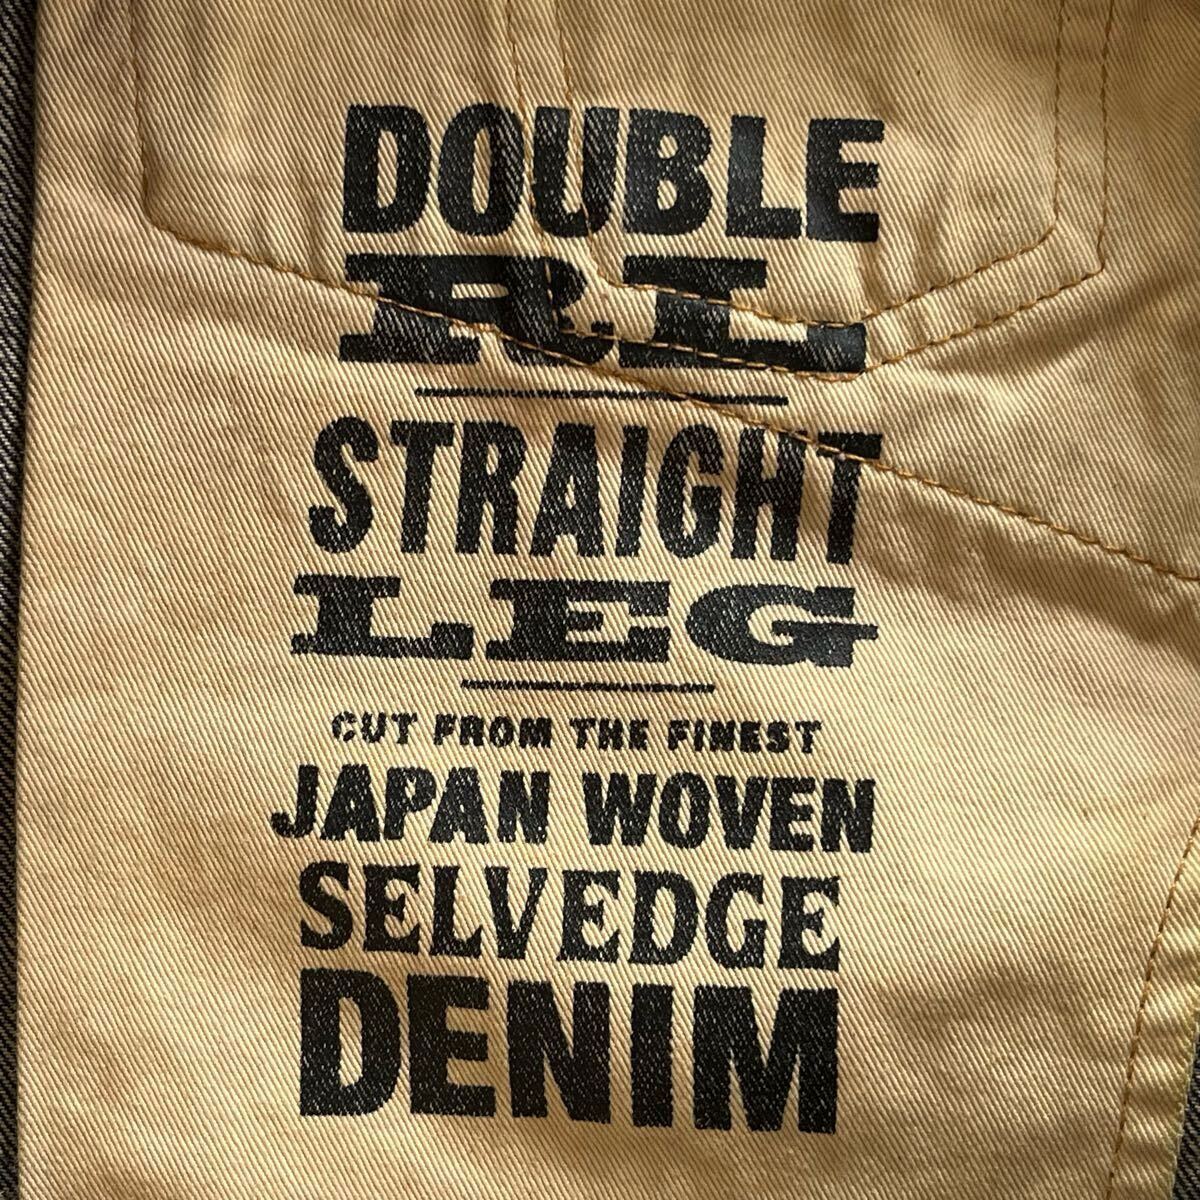 DOUBLE
RL
STRAIGHT
LEG
CUT FROM THE FINEST
JAPAN WOVEN
SELVEDGE
DENIM